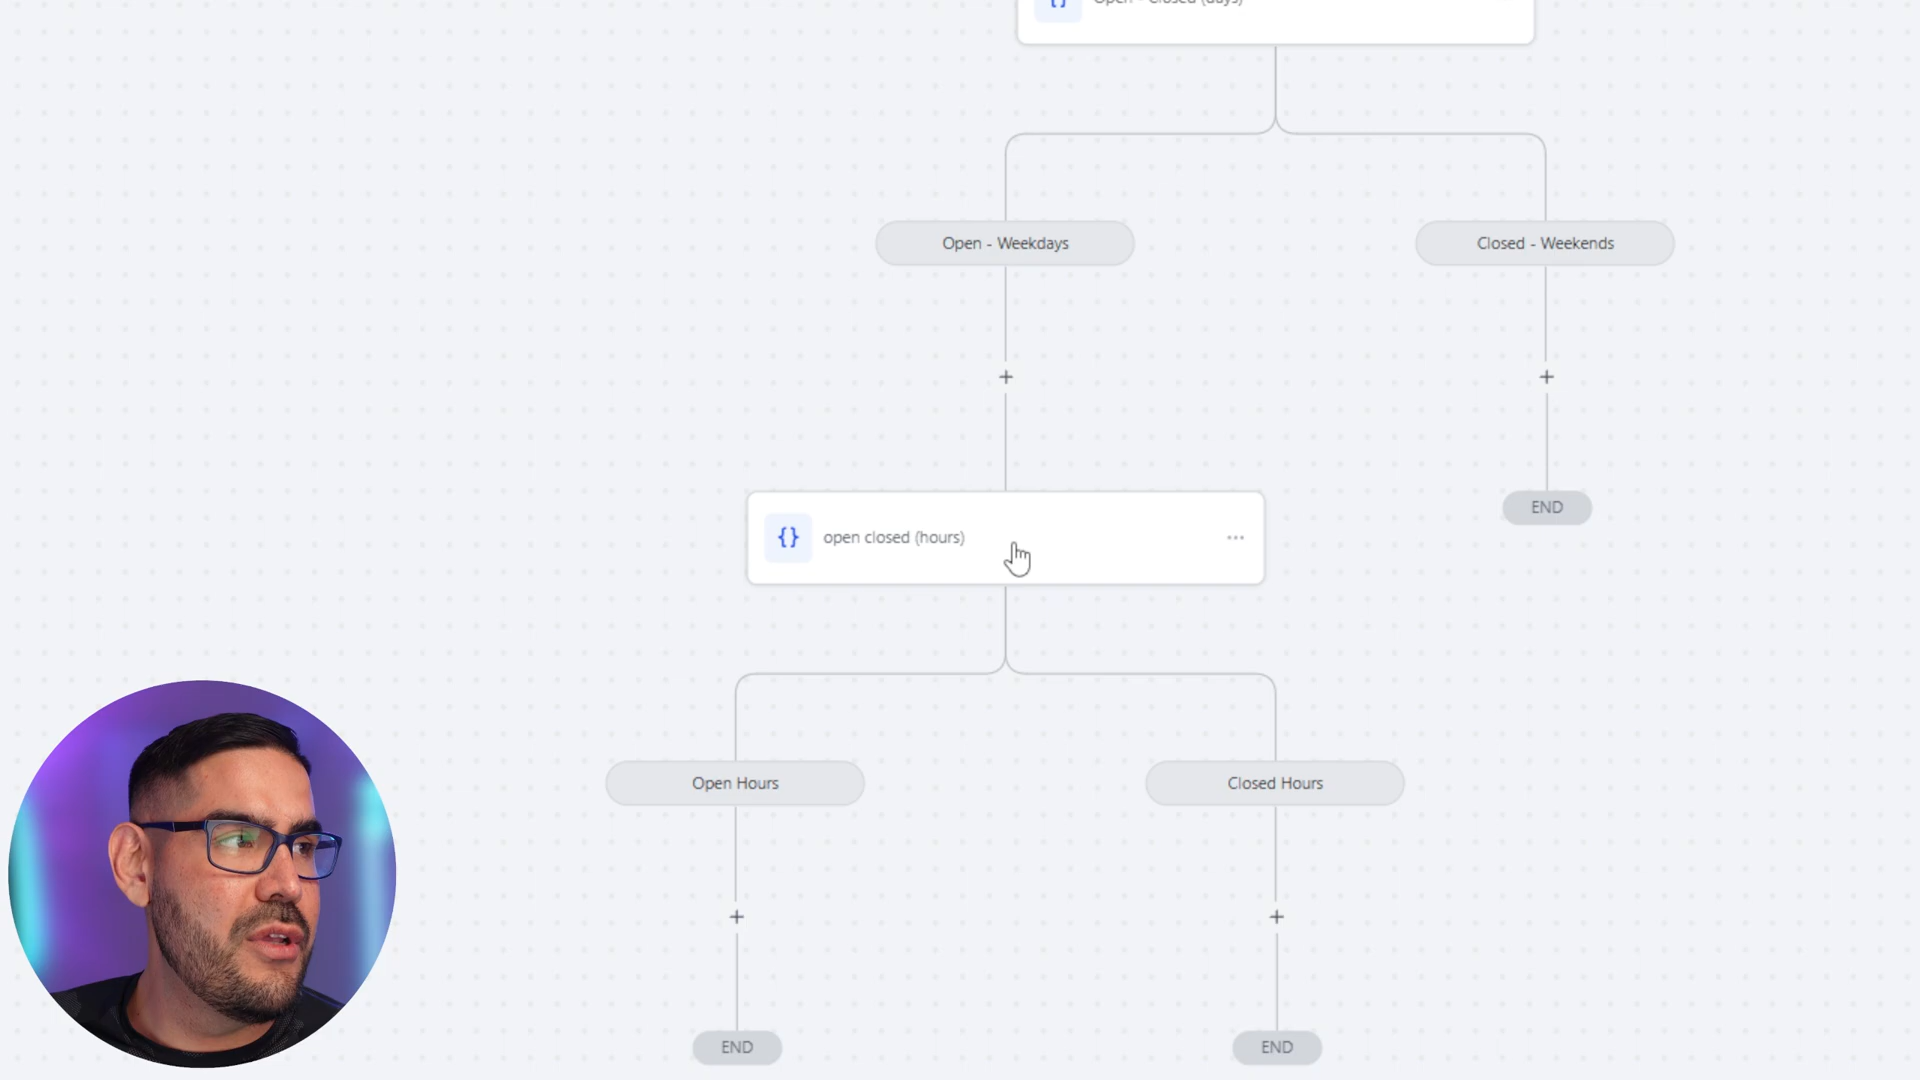 Open - Closed (days)
Open - Weekdays
Closed - Weekends
+
+
END
{} open closed (hours) ...
Open Hours
Closed Hours
+
+
END
END